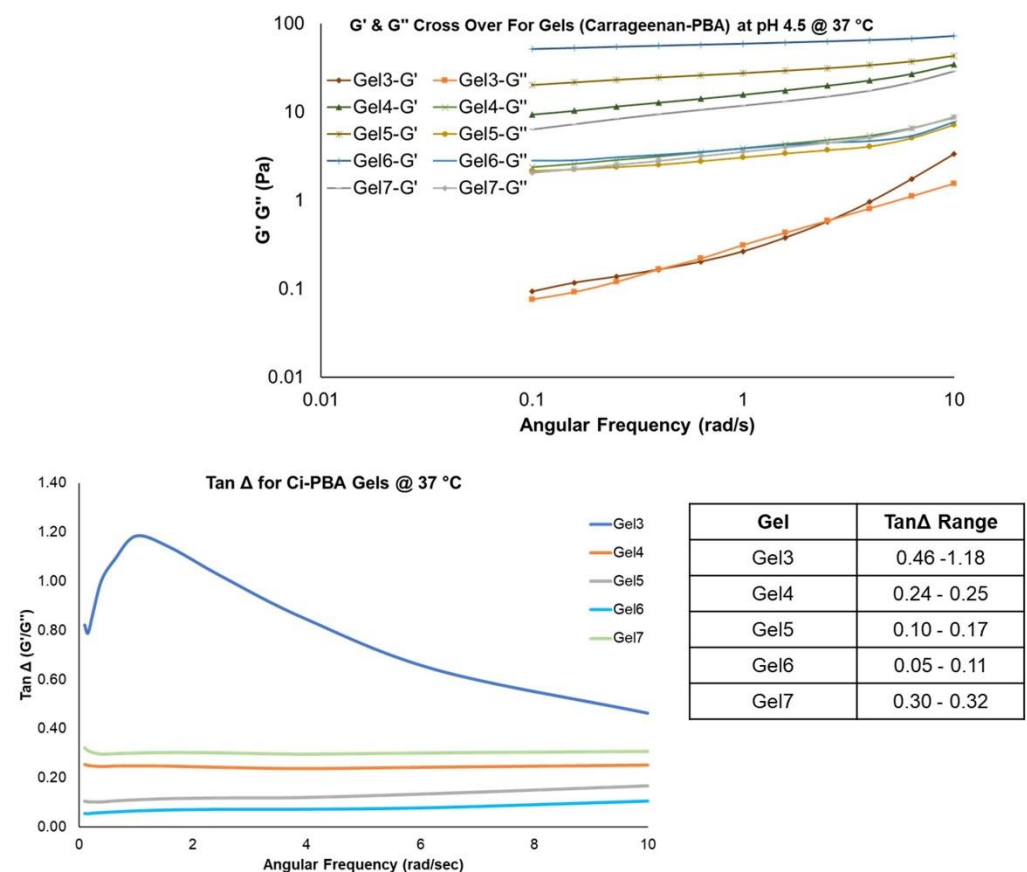 G' & G'' Cross Over For Gels (Carrageenan-PBA) at pH 4.5 @ 37 °C
100
10
1
0.1
0.01
G' G'' (Pa)
Gel3-G' Gel3-G''
Gel4-G' Gel4-G''
Gel5-G' Gel5-G''
Gel6-G' Gel6-G''
Gel7-G' Gel7-G''
0.01 0.1 1 10
Angular Frequency (rad/s)
Tan Δ for Ci-PBA Gels @ 37 °C
1.40
1.20
1.00
0.80
0.60
0.40
0.20
0.00
Tan Δ (G'/G'')
Gel3
Gel4
Gel5
Gel6
Gel7
0 2 4 6 8 10
Angular Frequency (rad/sec)
Gel TanΔ Range
Gel3 0.46 -1.18
Gel4 0.24 - 0.25
Gel5 0.10 - 0.17
Gel6 0.05 - 0.11
Gel7 0.30 - 0.32